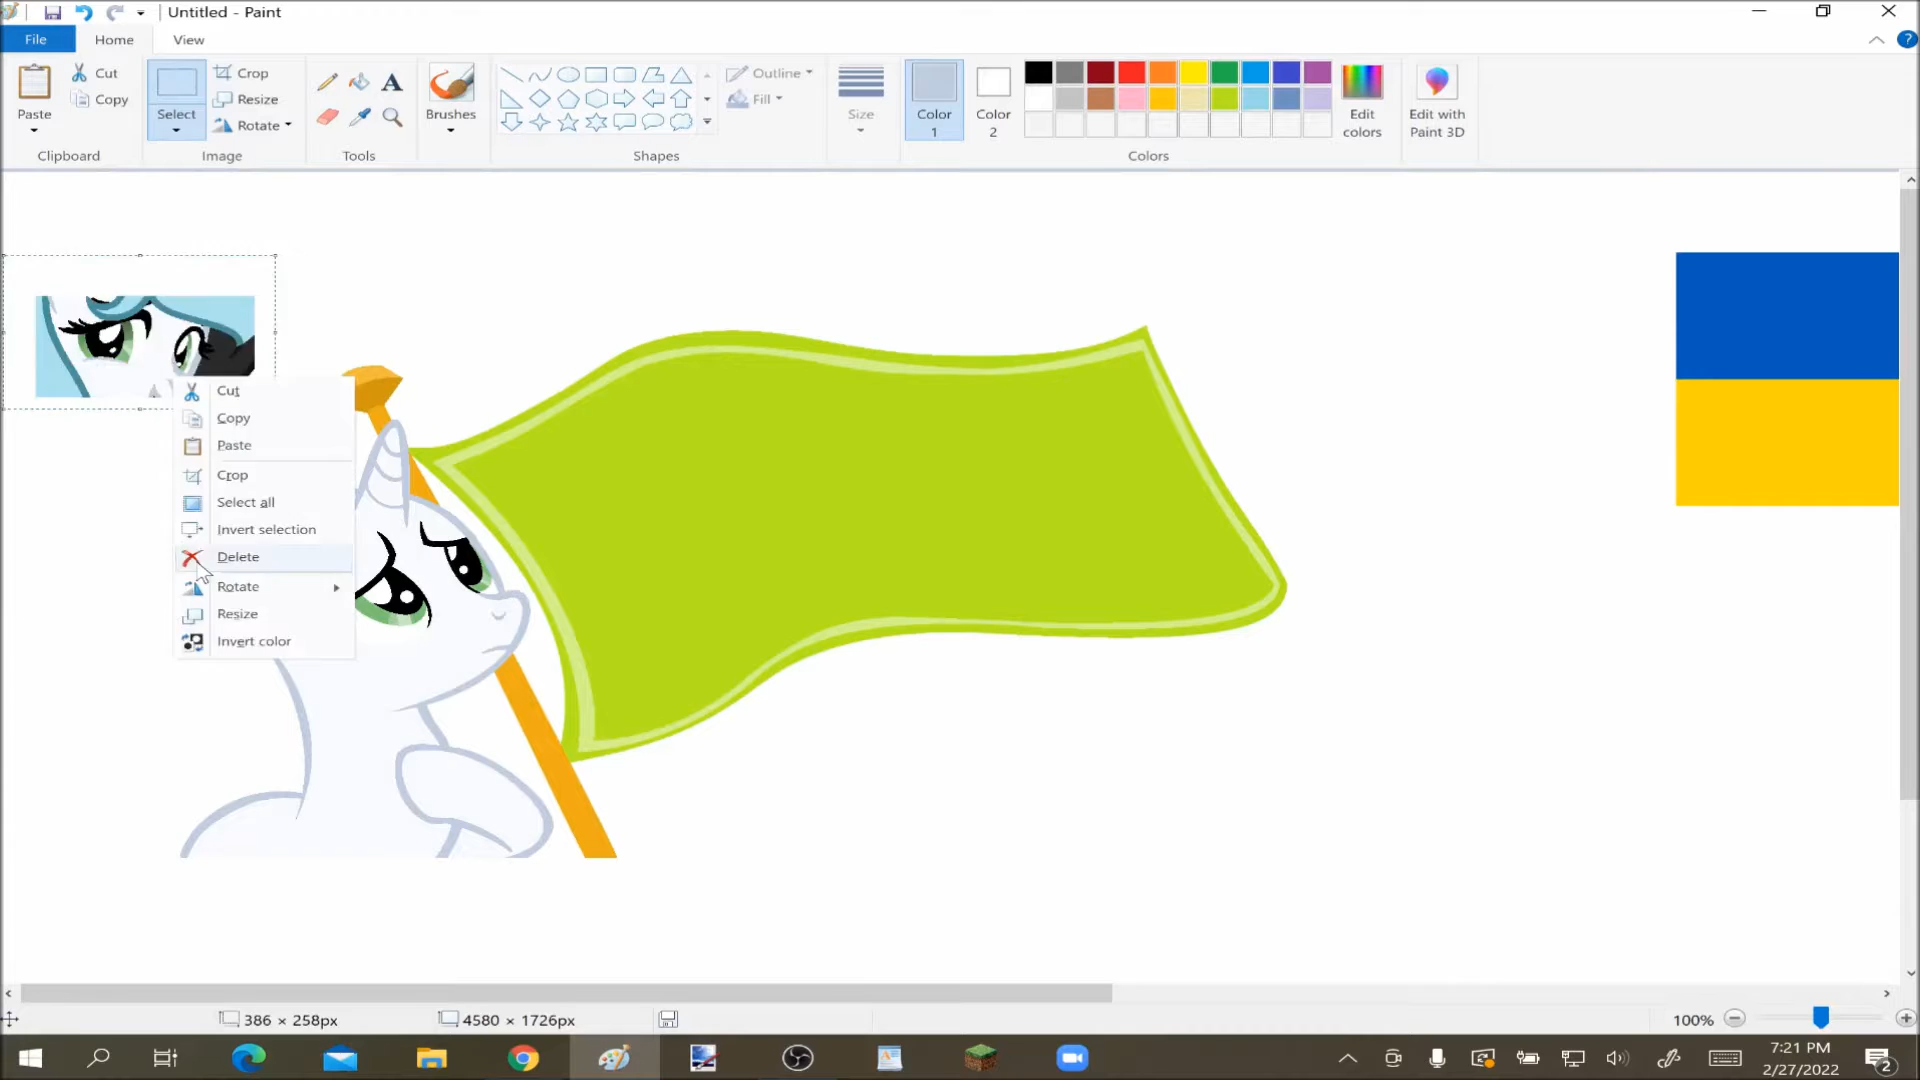 Untitled - Paint
File Home View
Cut Crop Outline
Copy Resize Fill
Paste Select Rotate Brushes Size Color 1 Color 2 Edit colors Edit with Paint 3D
Clipboard Image Tools Shapes Colors
Cut
Copy
Paste
Crop
Select all
Invert selection
Delete
Rotate
Resize
Invert color
386 × 258px 4580 × 1726px 100%
7:21 PM
2/27/2022
2